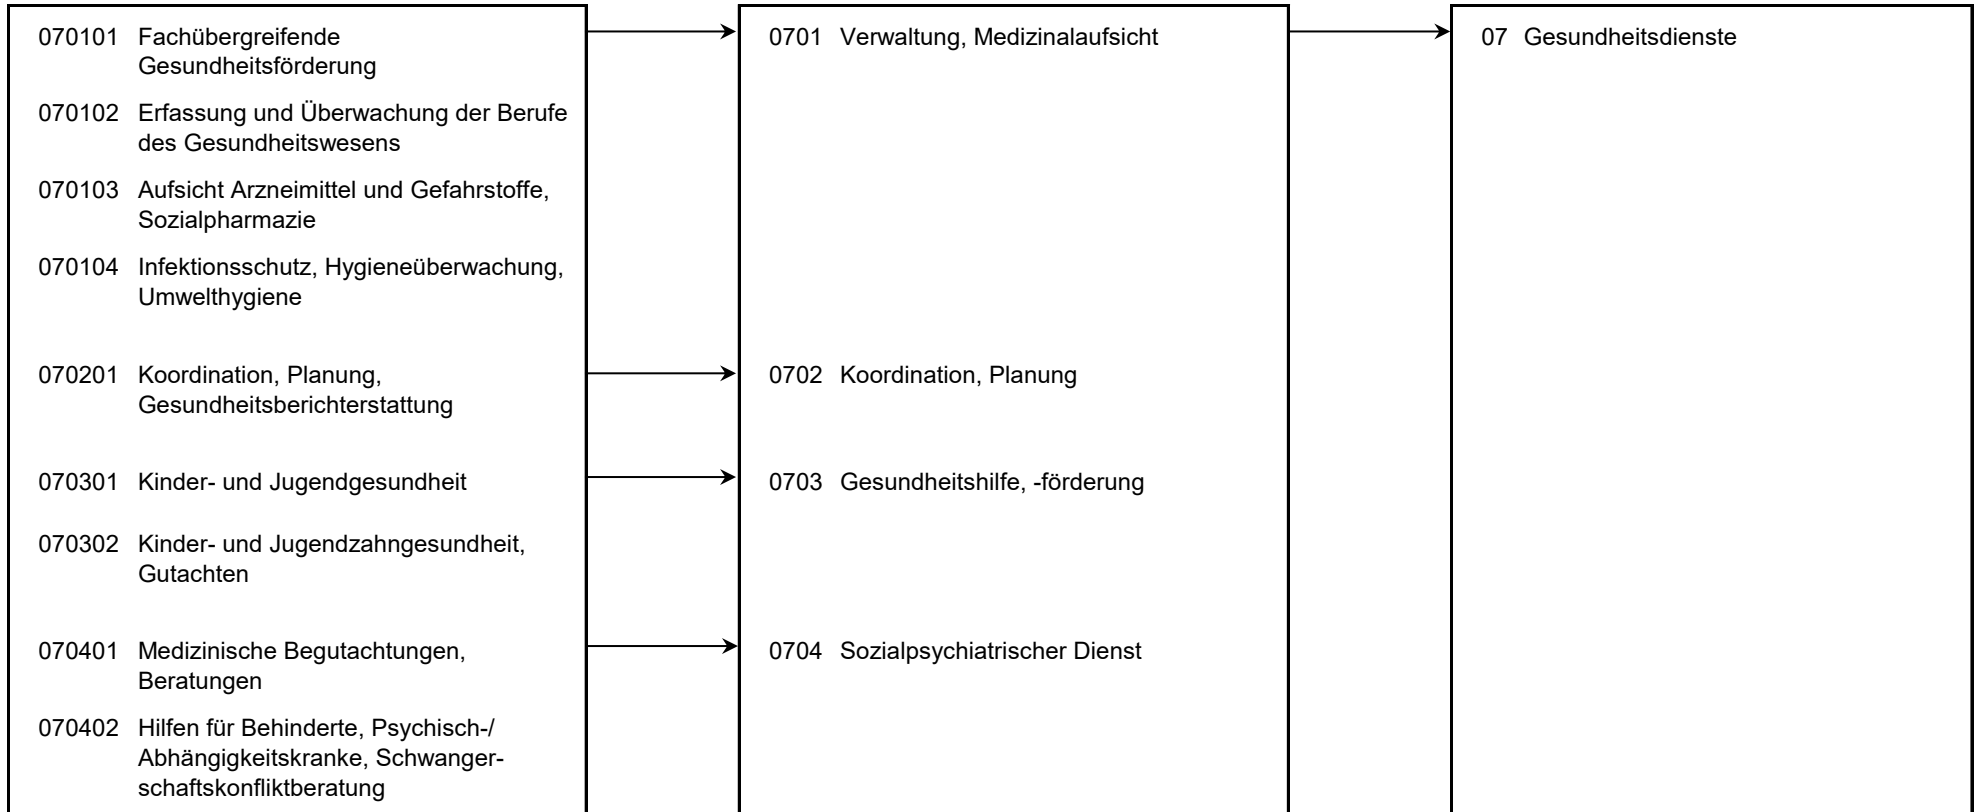 070101 Fachübergreifende
Gesundheitsförderung
070102 Erfassung und Überwachung der Berufe
des Gesundheitswesens
070103 Aufsicht Arzneimittel und Gefahrstoffe,
Sozialpharmazie
070104 Infektionsschutz, Hygieneüberwachung,
Umwelthygiene
070201 Koordination, Planung,
Gesundheitsberichterstattung
070301 Kinder- und Jugendgesundheit
070302 Kinder- und Jugendzahngesundheit,
Gutachten
070401 Medizinische Begutachtungen,
Beratungen
070402 Hilfen für Behinderte, Psychisch-/
Abhängigkeitskranke, Schwanger-
schaftskonfliktberatung
0701 Verwaltung, Medizinalaufsicht
0702 Koordination, Planung
0703 Gesundheitshilfe, -förderung
0704 Sozialpsychiatrischer Dienst
07 Gesundheitsdienste